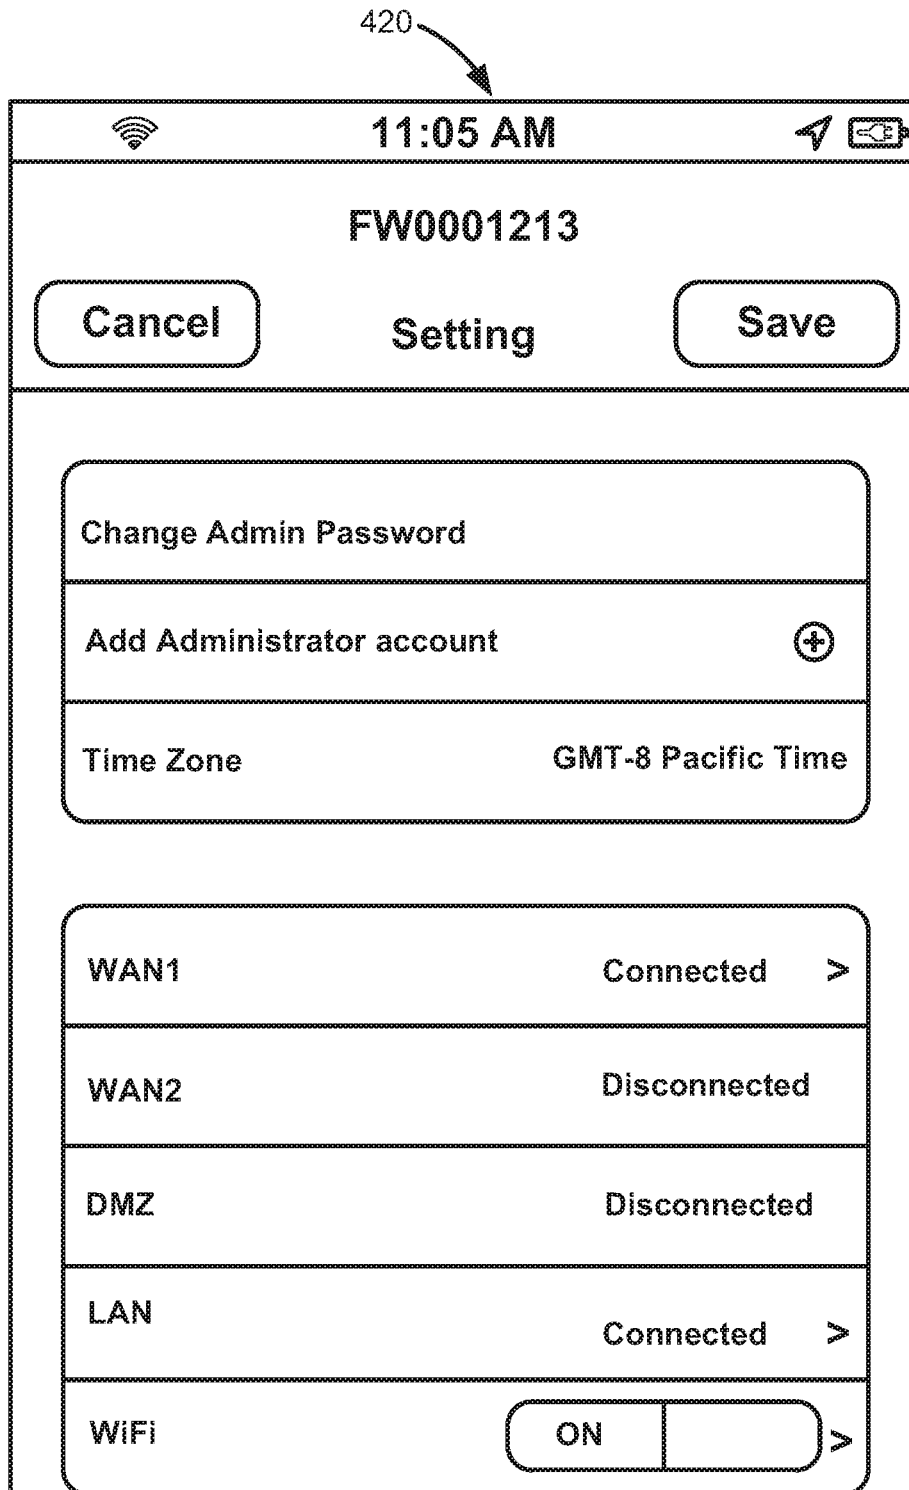 420
11:05 AM
FW0001213
Cancel Setting Save
Change Admin Password
Add Administrator account
Time Zone GMT-8 Pacific Time
WAN1 Connected >
WAN2 Disconnected
DMZ Disconnected
LAN Connected >
WiFi ON >